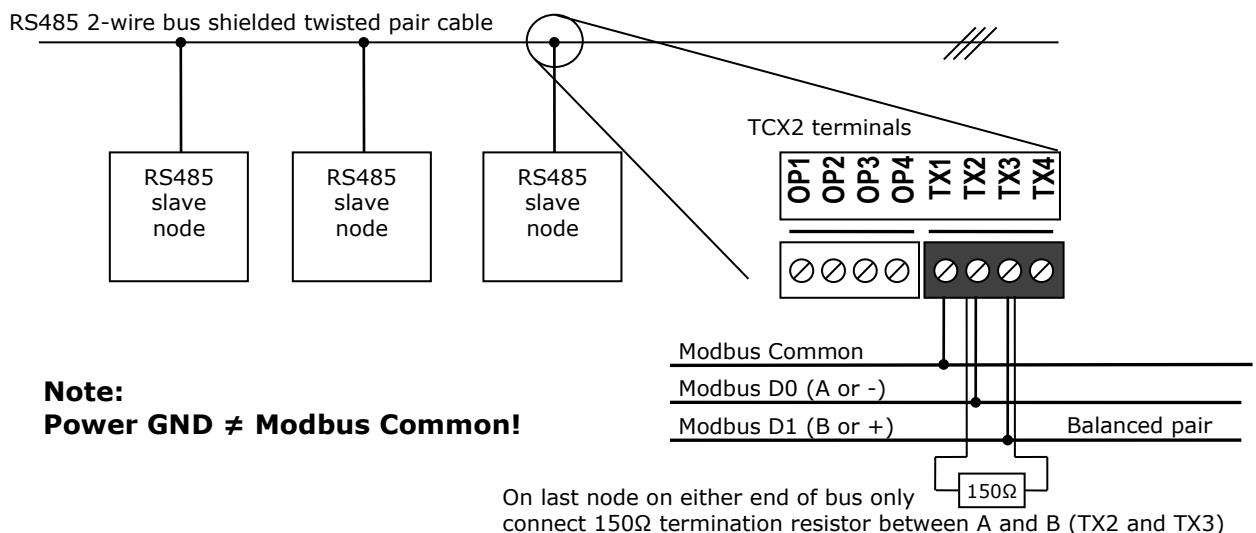 RS485 2-wire bus shielded twisted pair cable
TCX2 terminals
OP1
OP2
OP3
OP4
TX1
TX2
TX3
TX4
RS485
slave
node
RS485
slave
node
RS485
slave
node
Modbus Common
Modbus D0 (A or -)
Modbus D1 (B or +)
Balanced pair
Note:
Power GND ≠ Modbus Common!
150Ω
On last node on either end of bus only
connect 150Ω termination resistor between A and B (TX2 and TX3)